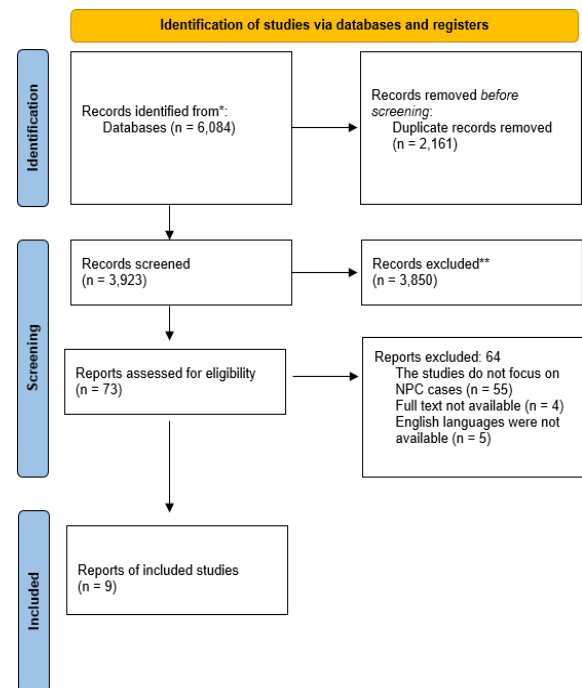 Identification of studies via databases and registers
Identification
Records identified from*:
Databases (n = 6,084)
Records removed before
screening:
Duplicate records removed
(n = 2,161)
Screening
Records screened
(n = 3,923)
Records excluded**
(n = 3,850)
Reports assessed for eligibility
(n = 73)
Reports excluded: 64
The studies do not focus on
NPC cases (n = 55)
Full text not available (n = 4)
English languages were not
available (n = 5)
Included
Reports of included studies
(n = 9)